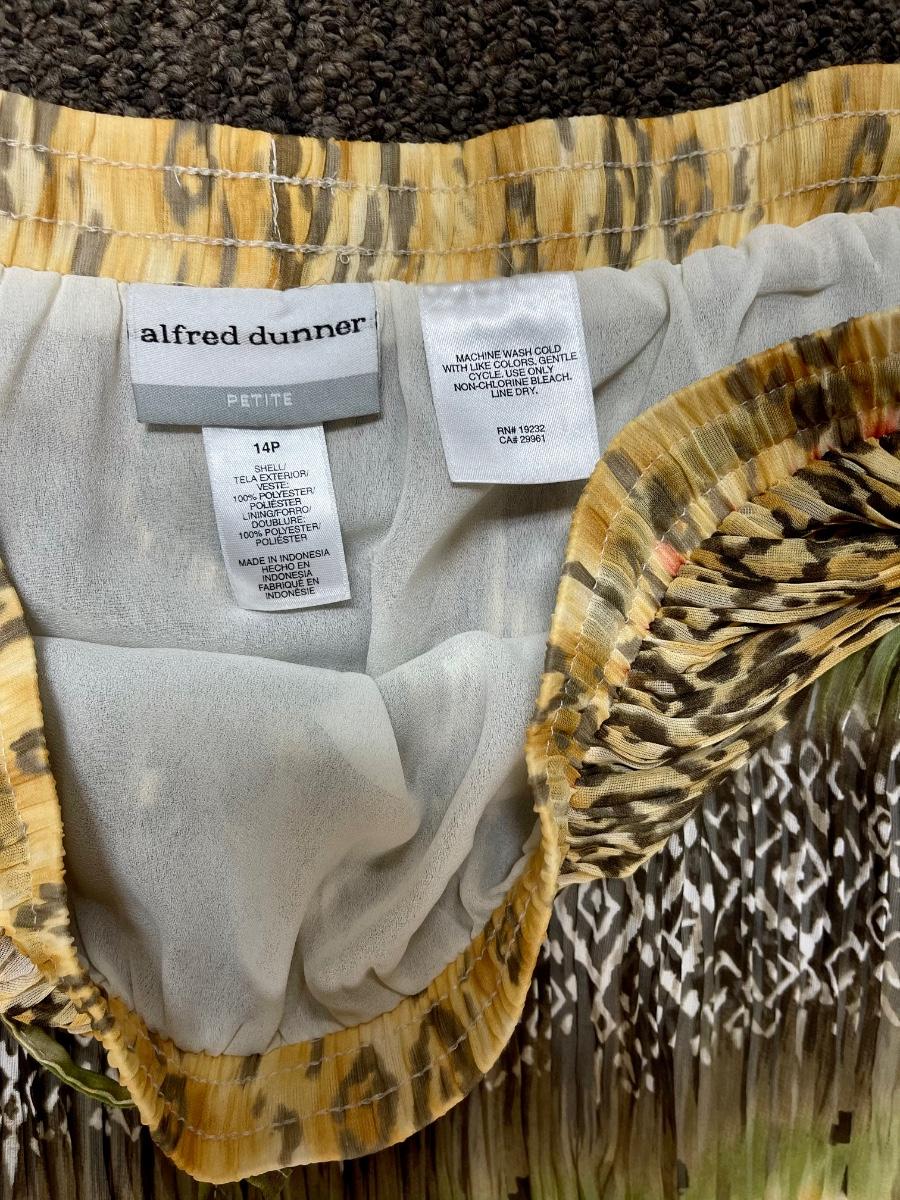 alfred dunner
PETITE
14P
SHELL/
TELA EXTERIOR/
VESTE:
100% POLYESTER/
POLIÉSTER
LINING/FORRO/
DOUBLURE:
100% POLYESTER/
POLIÉSTER
MADE IN INDONESIA
HECHO EN
INDONESIA
FABRIQUÉ EN
INDONÉSIE
MACHINE WASH COLD
WITH LIKE COLORS. GENTLE
CYCLE. USE ONLY
NON-CHLORINE BLEACH.
LINE DRY.
RN# 19232
CA# 29961